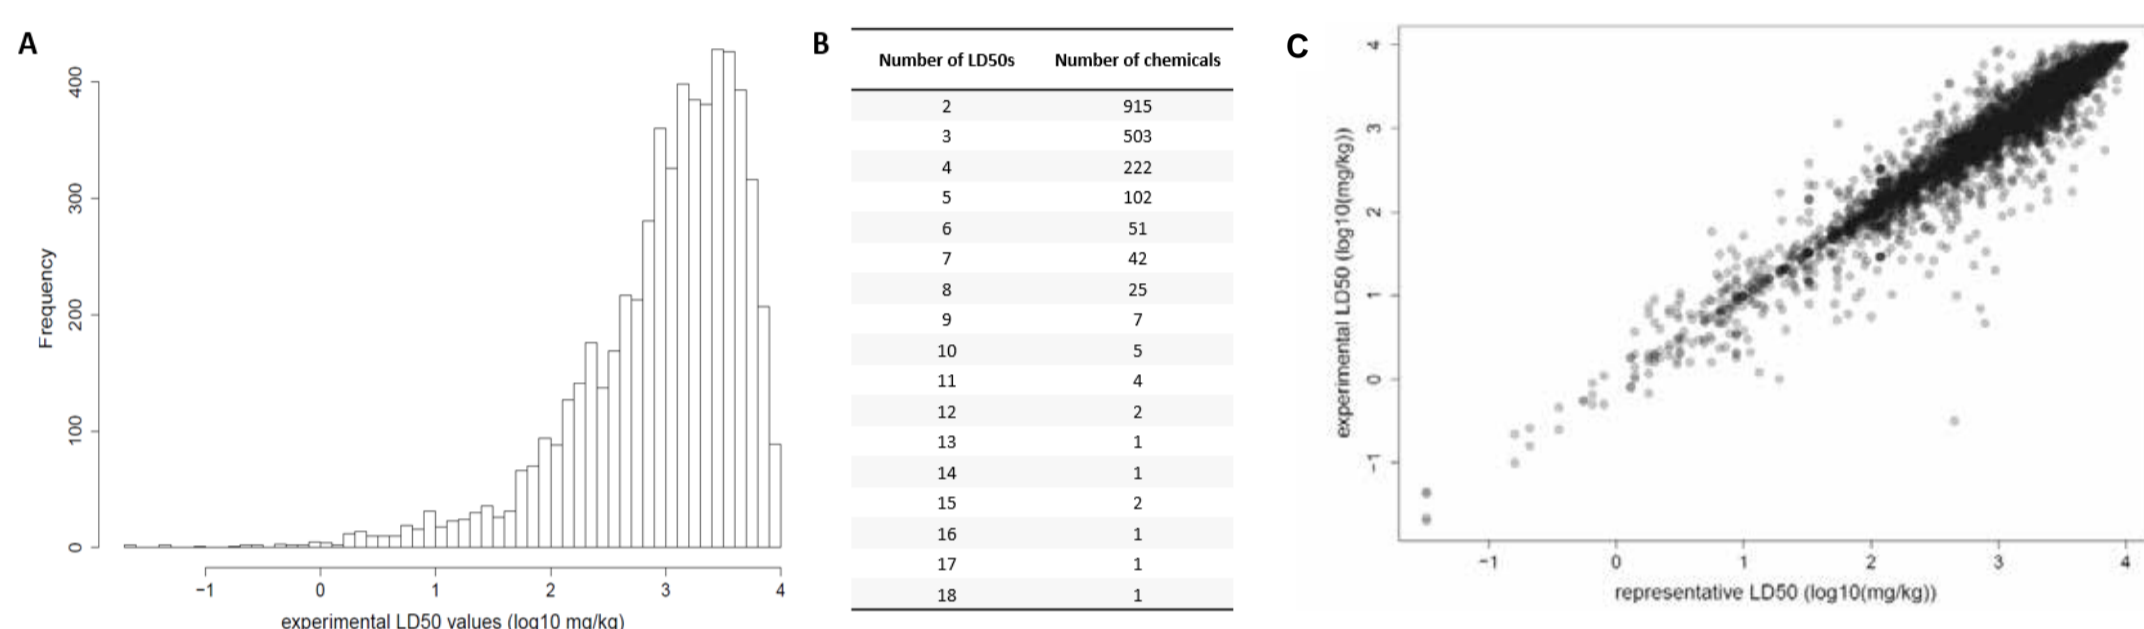 A
400
300
200
100
0
Frequency
−1 0 1 2 3 4
experimental LD50 values (log10 mg/kg)
B
Number of LD50s Number of chemicals
2 915
3 503
4 222
5 102
6 51
7 42
8 25
9 7
10 5
11 4
12 2
13 1
14 1
15 2
16 1
17 1
18 1
C
4
3
2
1
0
−1
experimental LD50 (log10(mg/kg))
−1 0 1 2 3 4
representative LD50 (log10(mg/kg))